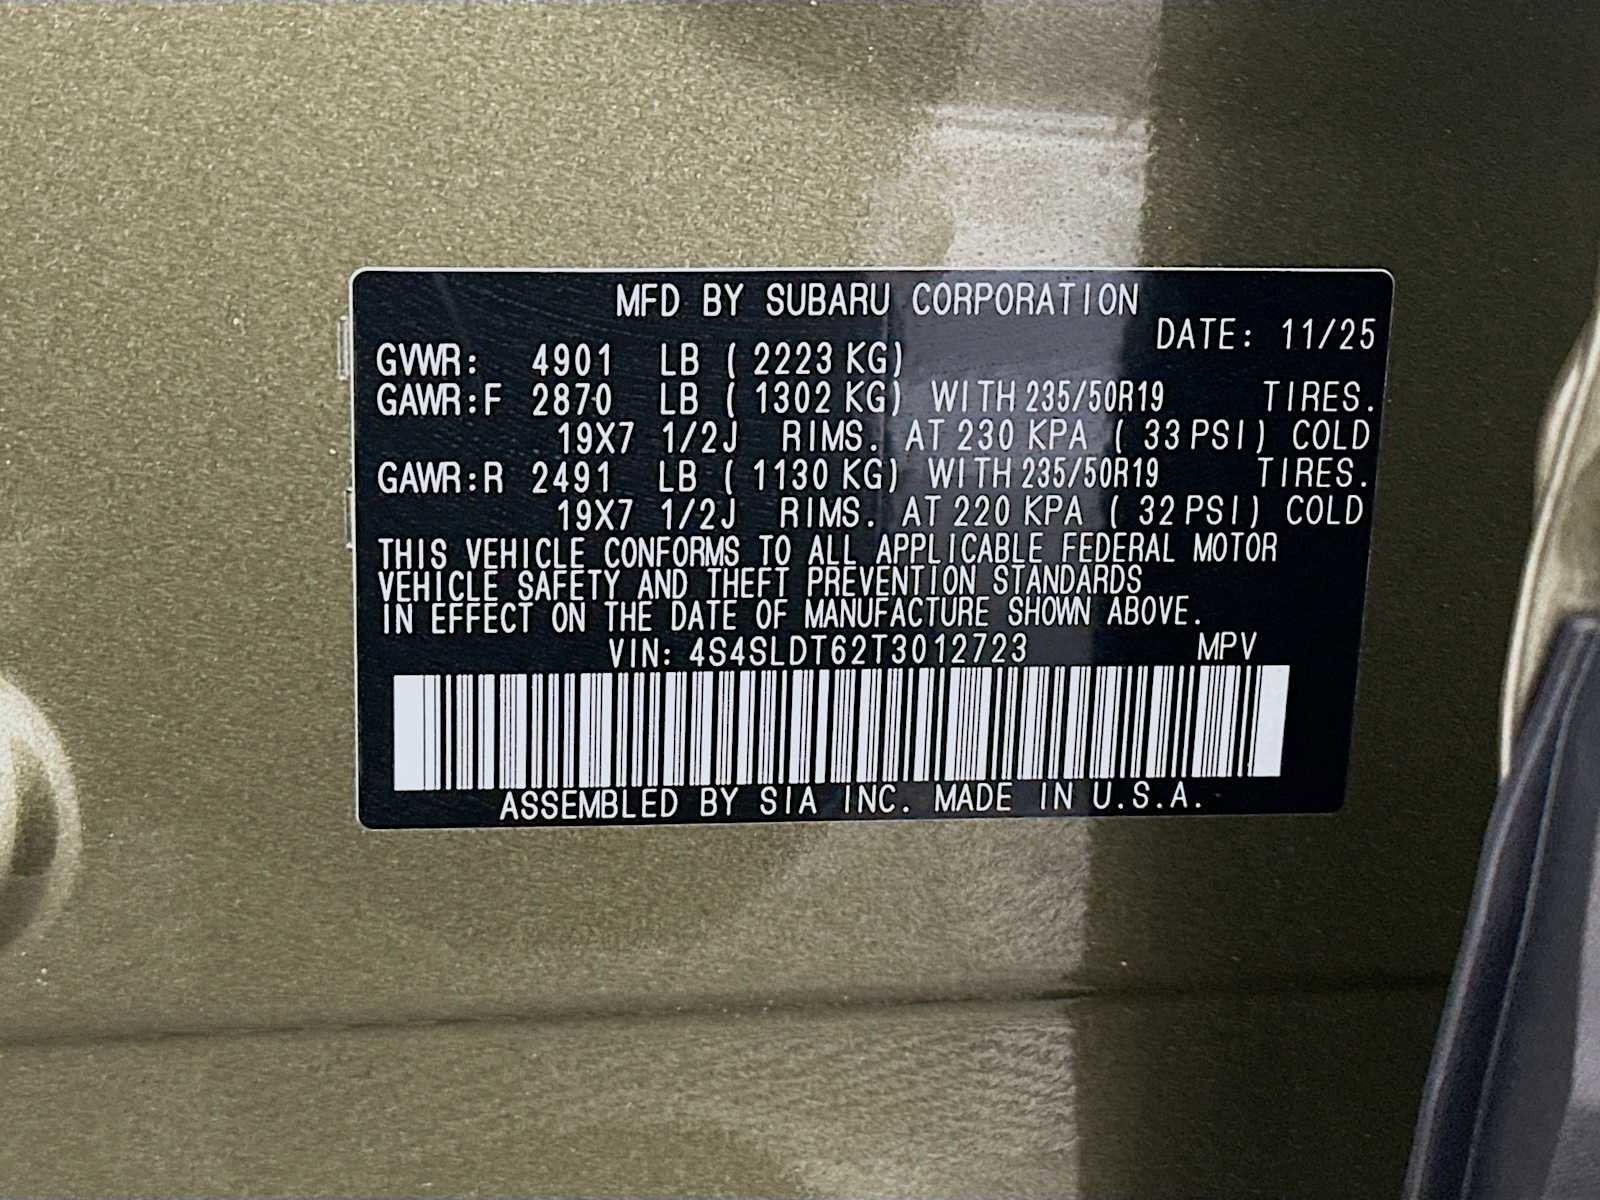 MFD BY SUBARU CORPORATION
DATE: 11/25
GVWR: 4901 LB ( 2223 KG)
GAWR:F 2870 LB ( 1302 KG) WITH 235/50R19 TIRES.
19X7 1/2J RIMS. AT 230 KPA ( 33 PSI) COLD
GAWR:R 2491 LB ( 1130 KG) WITH 235/50R19 TIRES.
19X7 1/2J RIMS. AT 220 KPA ( 32 PSI) COLD
THIS VEHICLE CONFORMS TO ALL APPLICABLE FEDERAL MOTOR
VEHICLE SAFETY AND THEFT PREVENTION STANDARDS
IN EFFECT ON THE DATE OF MANUFACTURE SHOWN ABOVE.
VIN: 4S4SLDT62T3012723 MPV
ASSEMBLED BY SIA INC. MADE IN U.S.A.